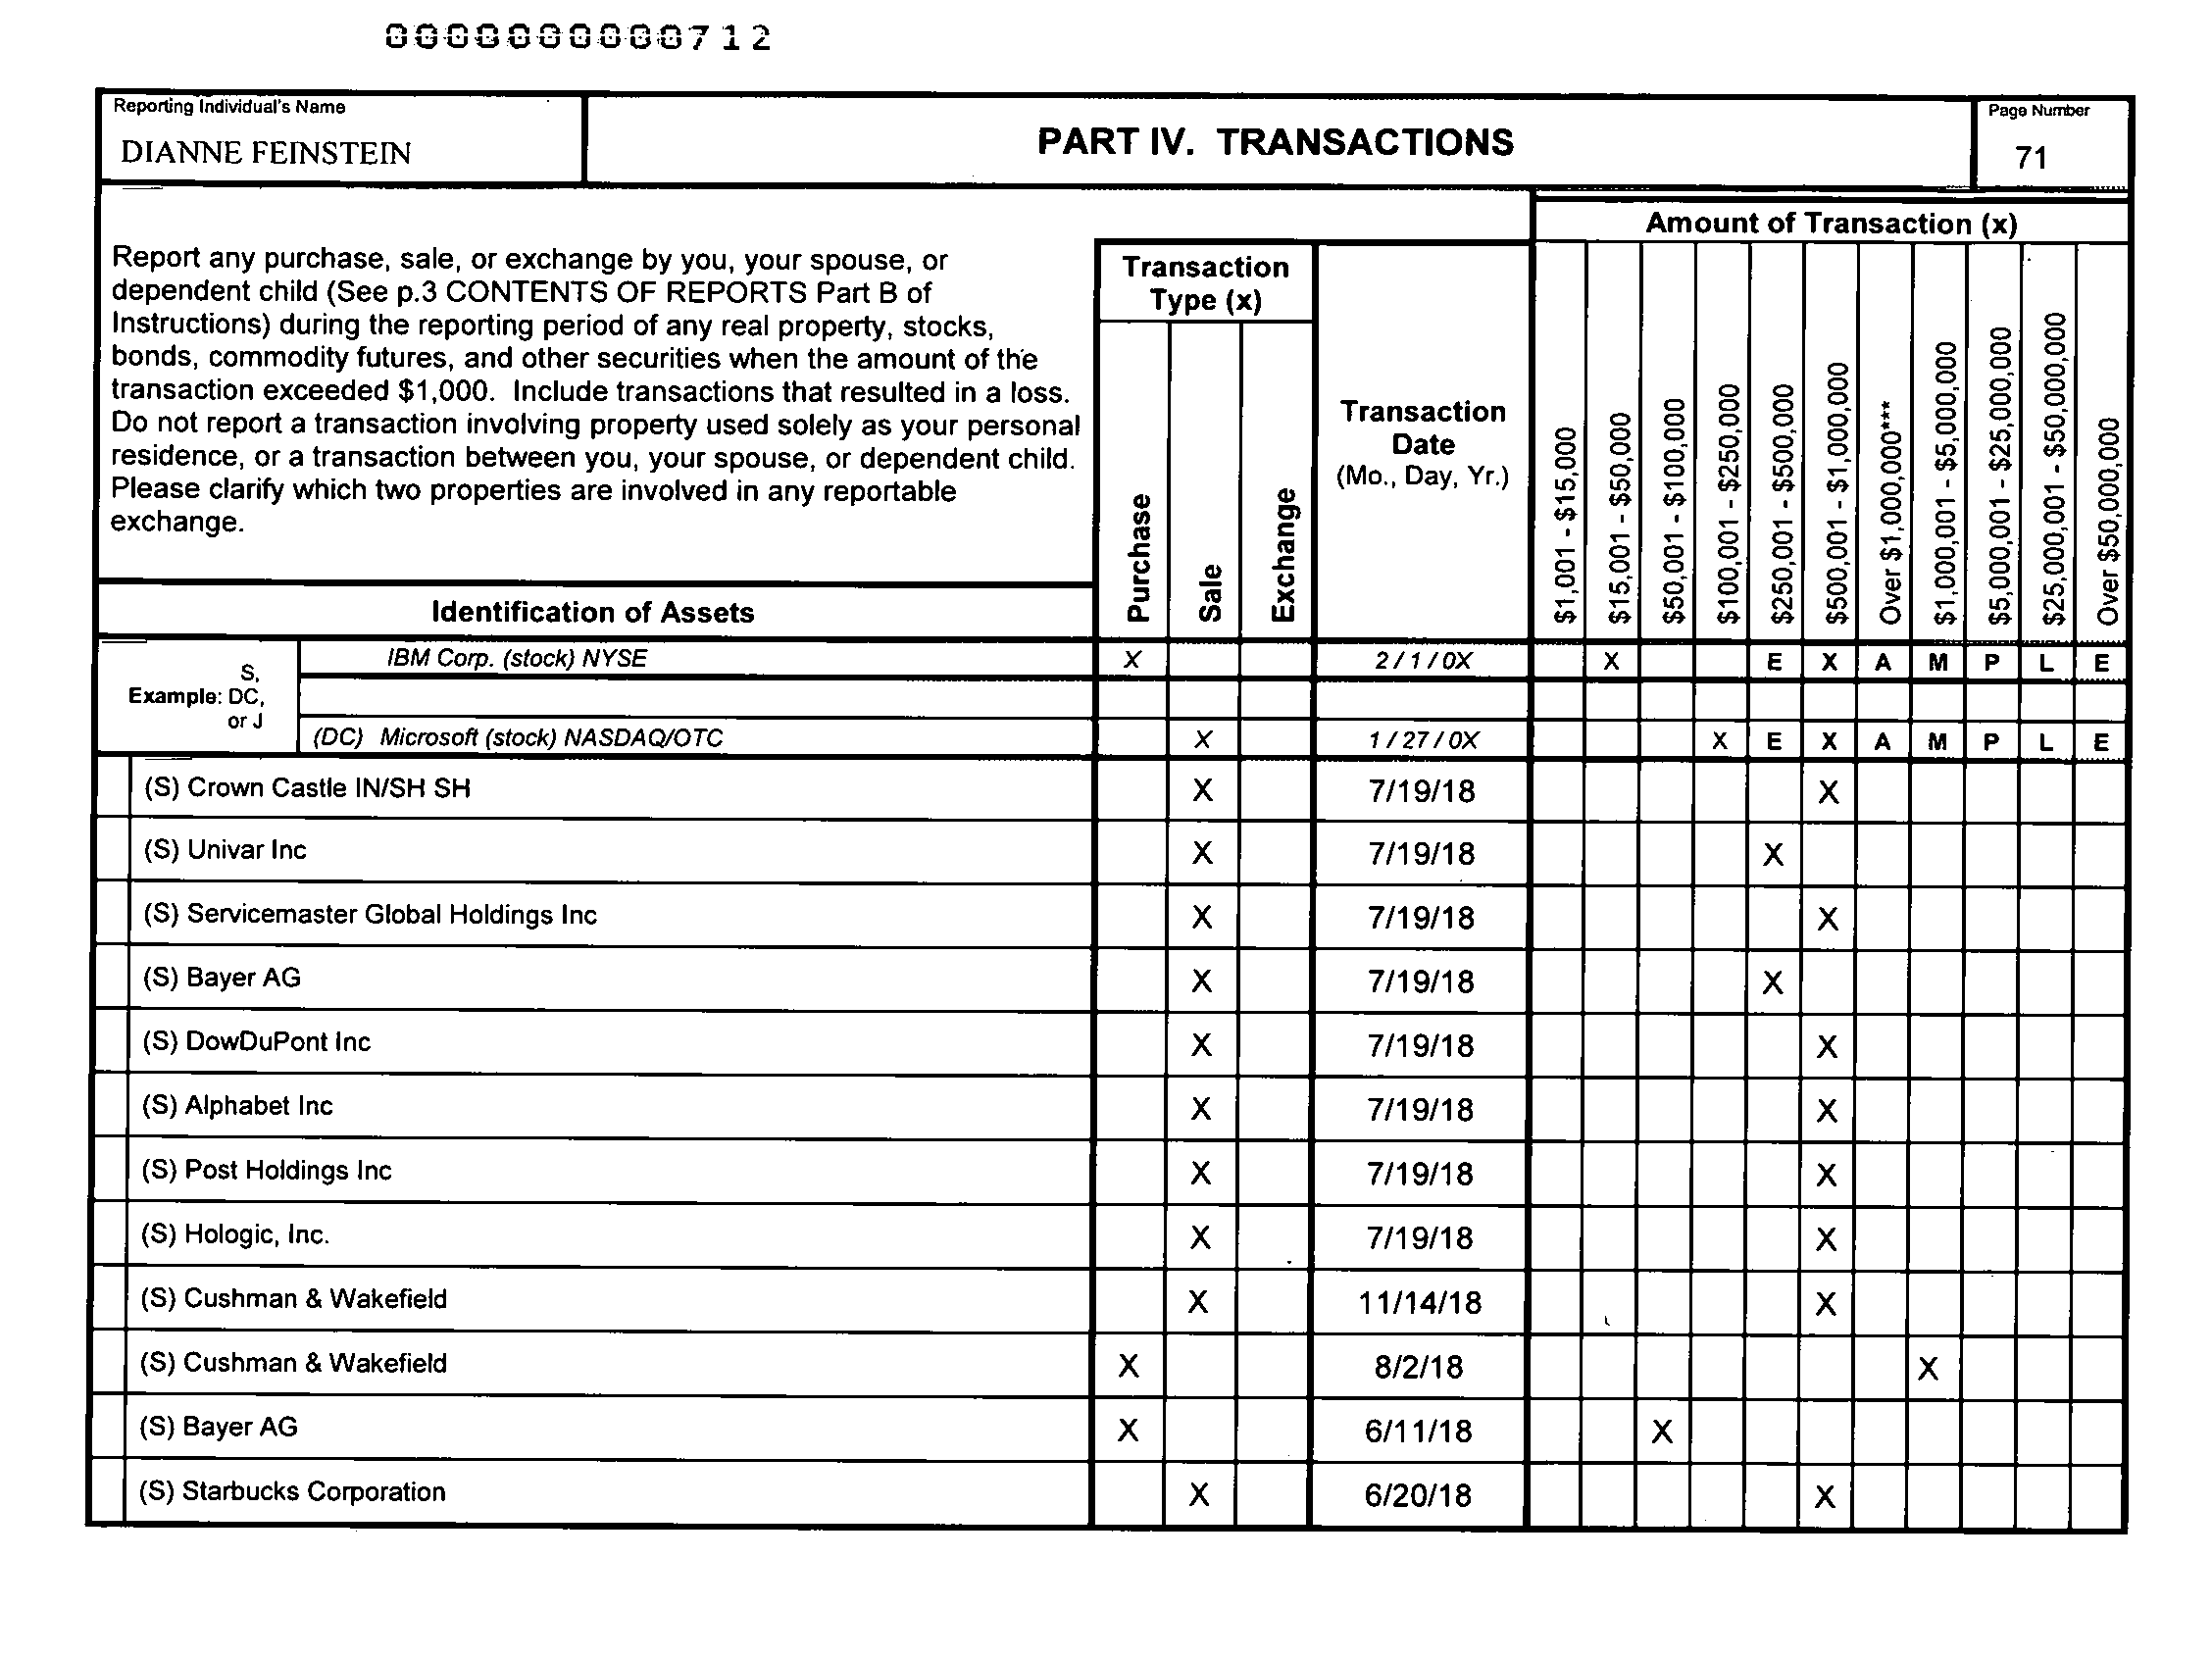 000000000712
Reporting Individual's Name
DIANNE FEINSTEIN
PART IV. TRANSACTIONS
Page Number
71
Report any purchase, sale, or exchange by you, your spouse, or
dependent child (See p.3 CONTENTS OF REPORTS Part B of
Instructions) during the reporting period of any real property, stocks,
bonds, commodity futures, and other securities when the amount of the
transaction exceeded $1,000. Include transactions that resulted in a loss.
Do not report a transaction involving property used solely as your personal
residence, or a transaction between you, your spouse, or dependent child.
Please clarify which two properties are involved in any reportable
exchange.
Identification of Assets
Transaction
Type (x)
Purchase
Sale
Exchange
Transaction
Date
(Mo., Day, Yr.)
Amount of Transaction (x)
$1,001 - $15,000
$15,001 - $50,000
$50,001 - $100,000
$100,001 - $250,000
$250,001 - $500,000
$500,001 - $1,000,000
Over $1,000,000***
$1,000,001 - $5,000,000
$5,000,001 - $25,000,000
$25,000,001 - $50,000,000
Over $50,000,000
S,
Example: DC,
or J
IBM Corp. (stock) NYSE X 2/1/0X X E X A M P L E
(DC) Microsoft (stock) NASDAQ/OTC X 1/27/0X X E X A M P L E
(S) Crown Castle IN/SH SH X 7/19/18 X
(S) Univar Inc X 7/19/18 X
(S) Servicemaster Global Holdings Inc X 7/19/18 X
(S) Bayer AG X 7/19/18 X
(S) DowDuPont Inc X 7/19/18 X
(S) Alphabet Inc X 7/19/18 X
(S) Post Holdings Inc X 7/19/18 X
(S) Hologic, Inc. X 7/19/18 X
(S) Cushman & Wakefield X 11/14/18 X
(S) Cushman & Wakefield X 8/2/18 X
(S) Bayer AG X 6/11/18 X
(S) Starbucks Corporation X 6/20/18 X